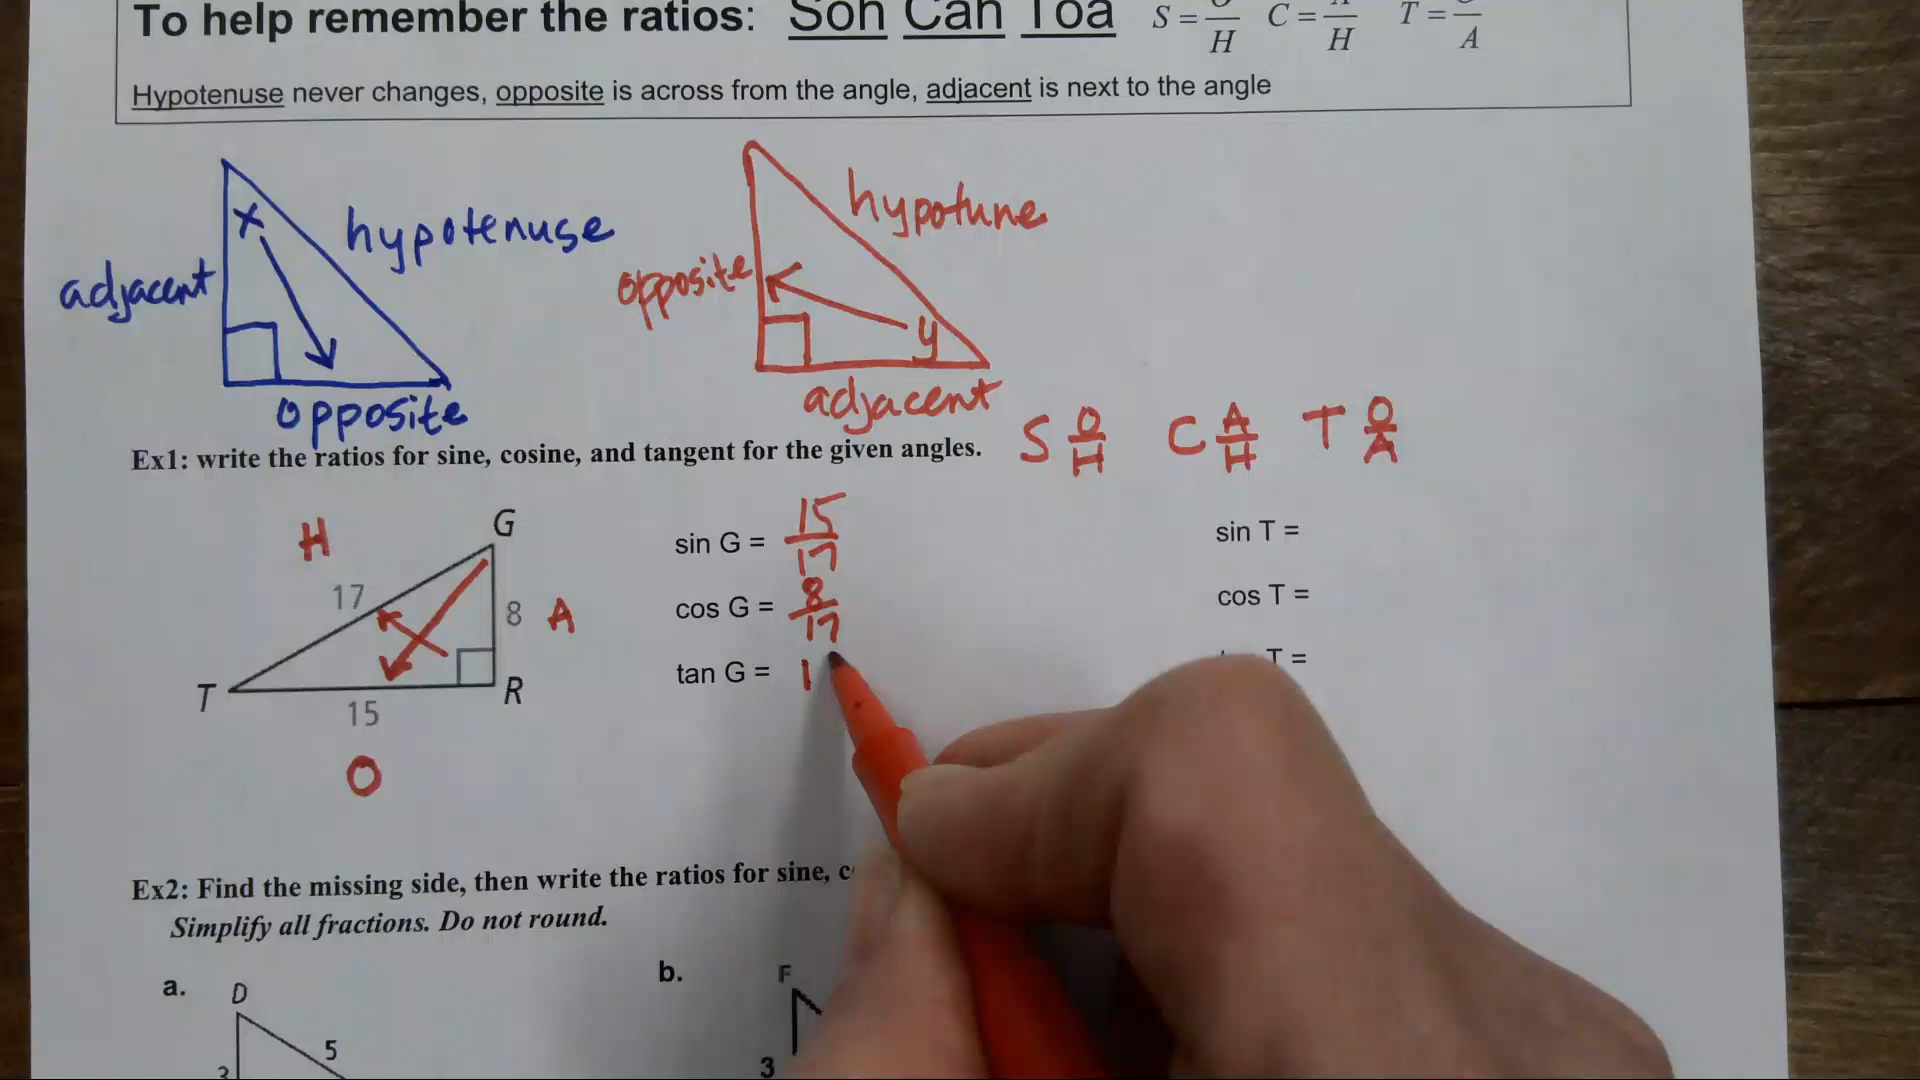 To help remember the ratios: Soh Cah Toa S = O/H C = A/H T = O/A
Hypotenuse never changes, opposite is across from the angle, adjacent is next to the angle
x
adjacent
hypotenuse
opposite
hypotune
opposite
y
adjacent
Ex1: write the ratios for sine, cosine, and tangent for the given angles. S O/H C A/H T O/A
H
G
17
8 A
T
R
15
O
sin G = 15/17
cos G = 8/17
tan G = 1
sin T =
cos T =
T =
Ex2: Find the missing side, then write the ratios for sine, c
Simplify all fractions. Do not round.
a.
D
5
3
b.
F
3